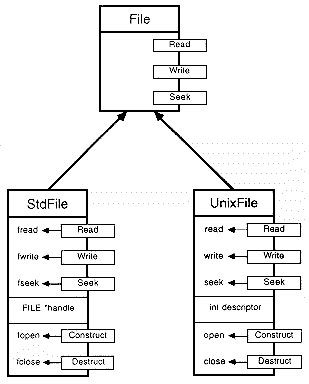 File
Read
Write
Seek
StdFile
fread Read
fwrite Write
fseek Seek
FILE *handle
fopen Construct
fclose Destruct
UnixFile
read Read
write Write
seek Seek
int descriptor
open Construct
close Destruct